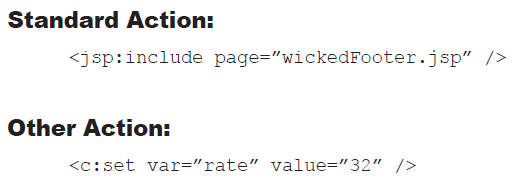 Standard Action:
<jsp:include page=”wickedFooter.jsp” />
Other Action:
<c:set var=”rate” value=”32” />